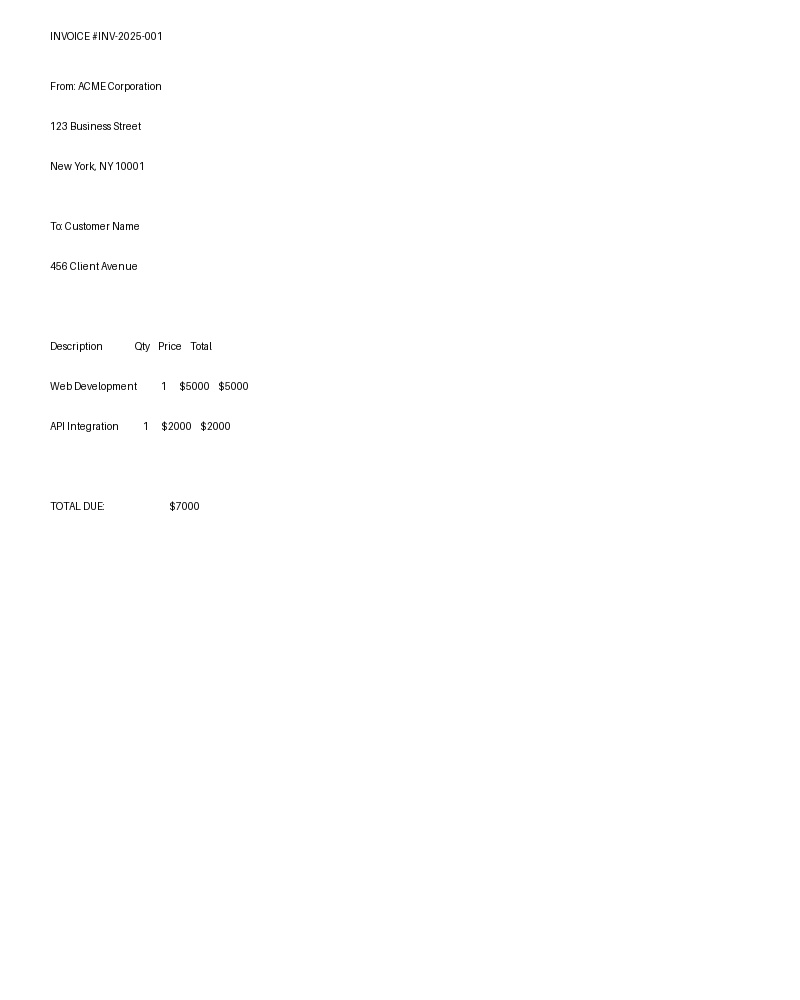 INVOICE #INV-2025-001
From: ACME Corporation
123 Business Street
New York, NY 10001
To: Customer Name
456 Client Avenue
Description Qty Price Total
Web Development 1 $5000 $5000
API Integration 1 $2000 $2000
TOTAL DUE: $7000